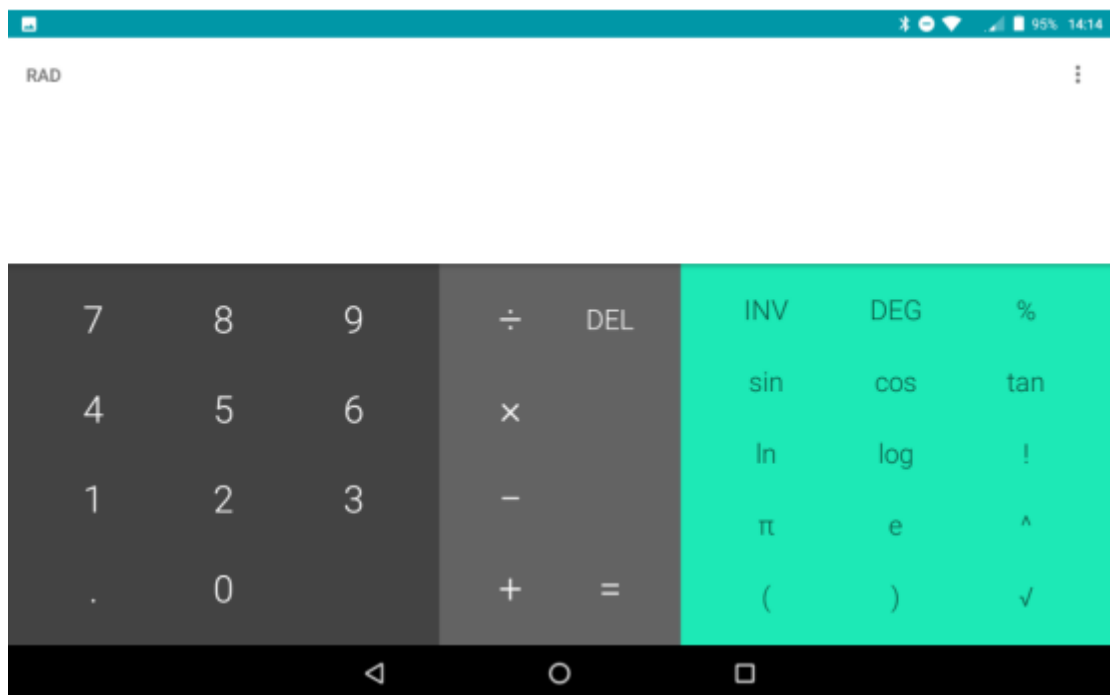 95% 14:14
RAD
7 8 9 ÷ DEL INV DEG %
sin cos tan
4 5 6 ×
ln log !
1 2 3 −
π e ^
. 0 + =
( ) √